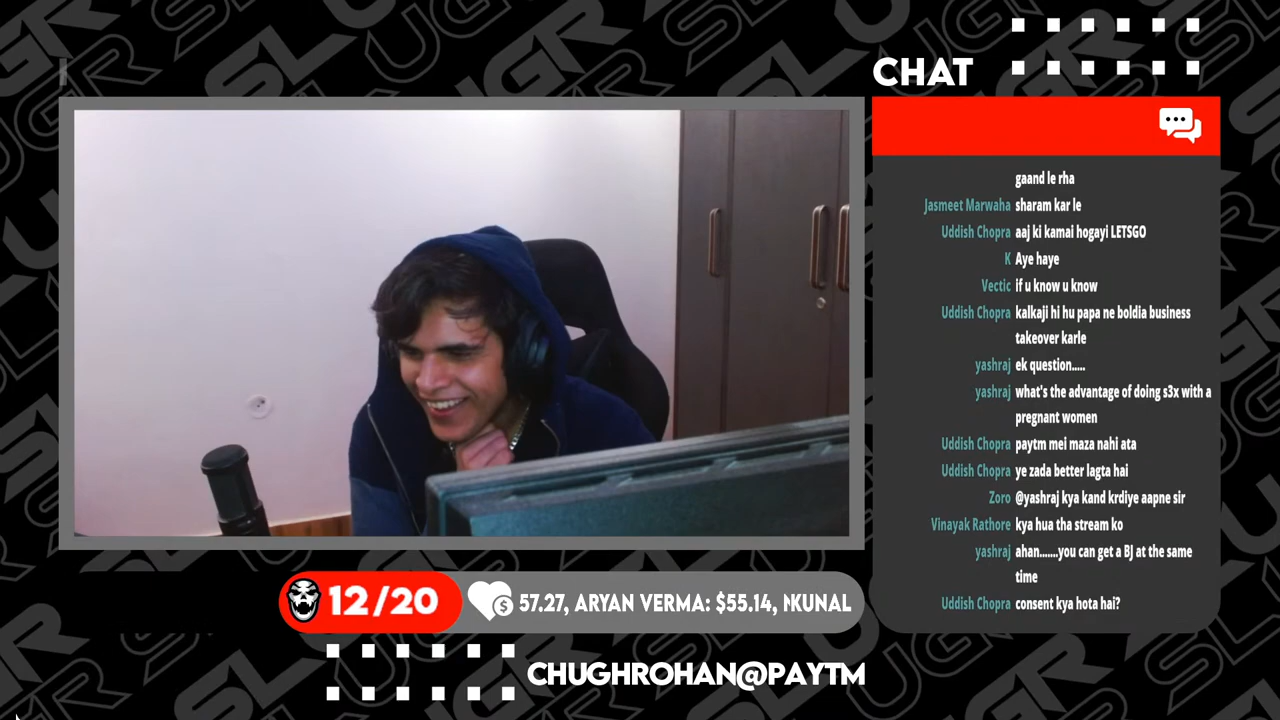 CHAT
gaand le rha
Jasmeet Marwaha sharam kar le
Uddish Chopra aaj ki kamai hogayi LETSGO
K Aye haye
Vectic if u know u know
Uddish Chopra kalkaji hi hu papa ne boldia business
takeover karle
yashraj ek question.....
yashraj what's the advantage of doing s3x with a
pregnant women
Uddish Chopra paytm mei maza nahi ata
Uddish Chopra ye zada better lagta hai
Zoro @yashraj kya kand krdiye aapne sir
Vinayak Rathore kya hua tha stream ko
yashraj ahan.......you can get a BJ at the same
time
Uddish Chopra consent kya hota hai?
12/20
57.27, ARYAN VERMA: $55.14, NKUNAL
CHUGHROHAN@PAYTM